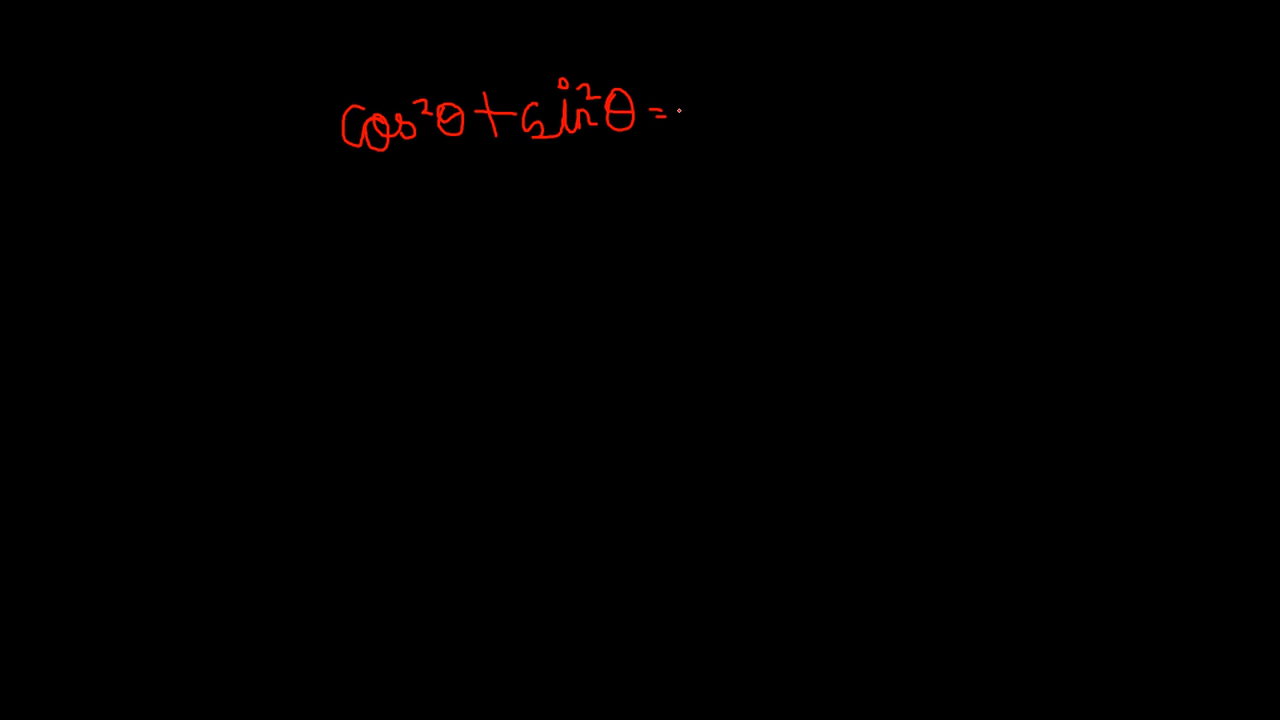 cos²θ + sin²θ =